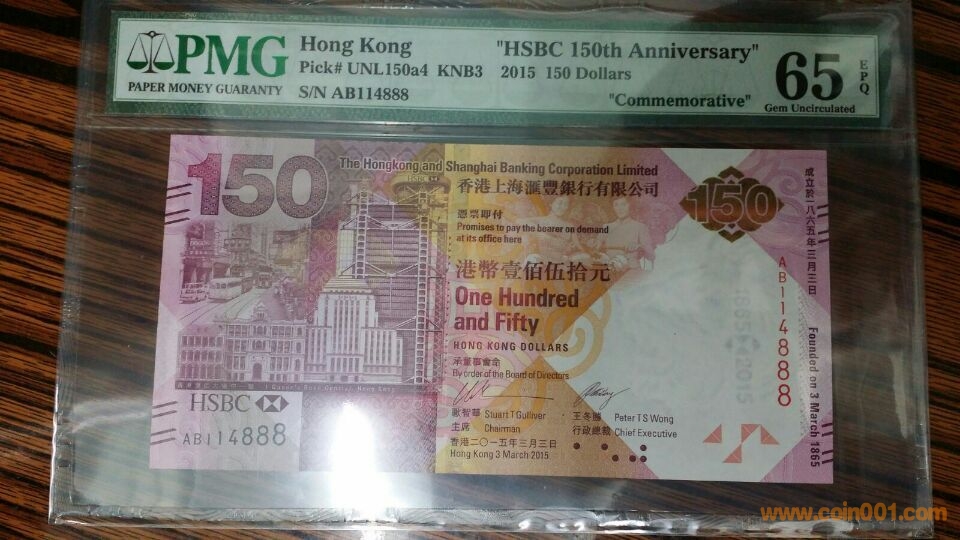 PMG
PAPER MONEY GUARANTY
Hong Kong "HSBC 150th Anniversary"
Pick# UNL150a4 KNB3 2015 150 Dollars
S/N AB114888 "Commemorative"
65 EPQ
Gem Uncirculated
150
The Hongkong and Shanghai Banking Corporation Limited
香港上海滙豐銀行有限公司
憑票即付
Promises to pay the bearer on demand
at its office here
港幣壹佰伍拾元
One Hundred
and Fifty
HONG KONG DOLLARS
承董事會命
By order of the Board of Directors
歐智華 Stuart T Gulliver
主席 Chairman
王冬勝 Peter T S Wong
行政總裁 Chief Executive
香港二〇一五年三月三日
Hong Kong 3 March 2015
1 Queen's Road Central, Hong Kong
HSBC
AB114888
150
成立於一八六五年三月三日
Founded on 3 March 1865
AB114888
www.coin001.com